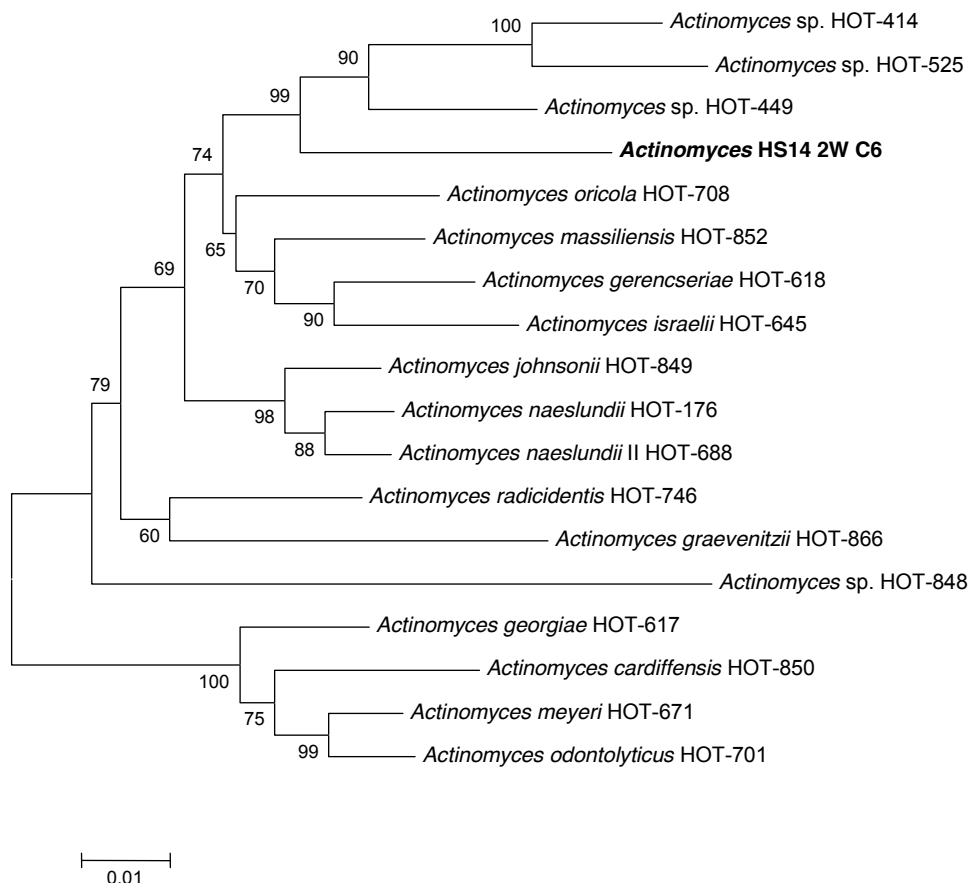 100
Actinomyces sp. HOT-414
90
Actinomyces sp. HOT-525
99
Actinomyces sp. HOT-449
74
Actinomyces HS14 2W C6
Actinomyces oricola HOT-708
65
Actinomyces massiliensis HOT-852
69
70
Actinomyces gerencseriae HOT-618
90
Actinomyces israelii HOT-645
Actinomyces johnsonii HOT-849
79
98
Actinomyces naeslundii HOT-176
88
Actinomyces naeslundii II HOT-688
Actinomyces radicidentis HOT-746
60
Actinomyces graevenitzii HOT-866
Actinomyces sp. HOT-848
Actinomyces georgiae HOT-617
100
Actinomyces cardiffensis HOT-850
75
Actinomyces meyeri HOT-671
99
Actinomyces odontolyticus HOT-701
0.01